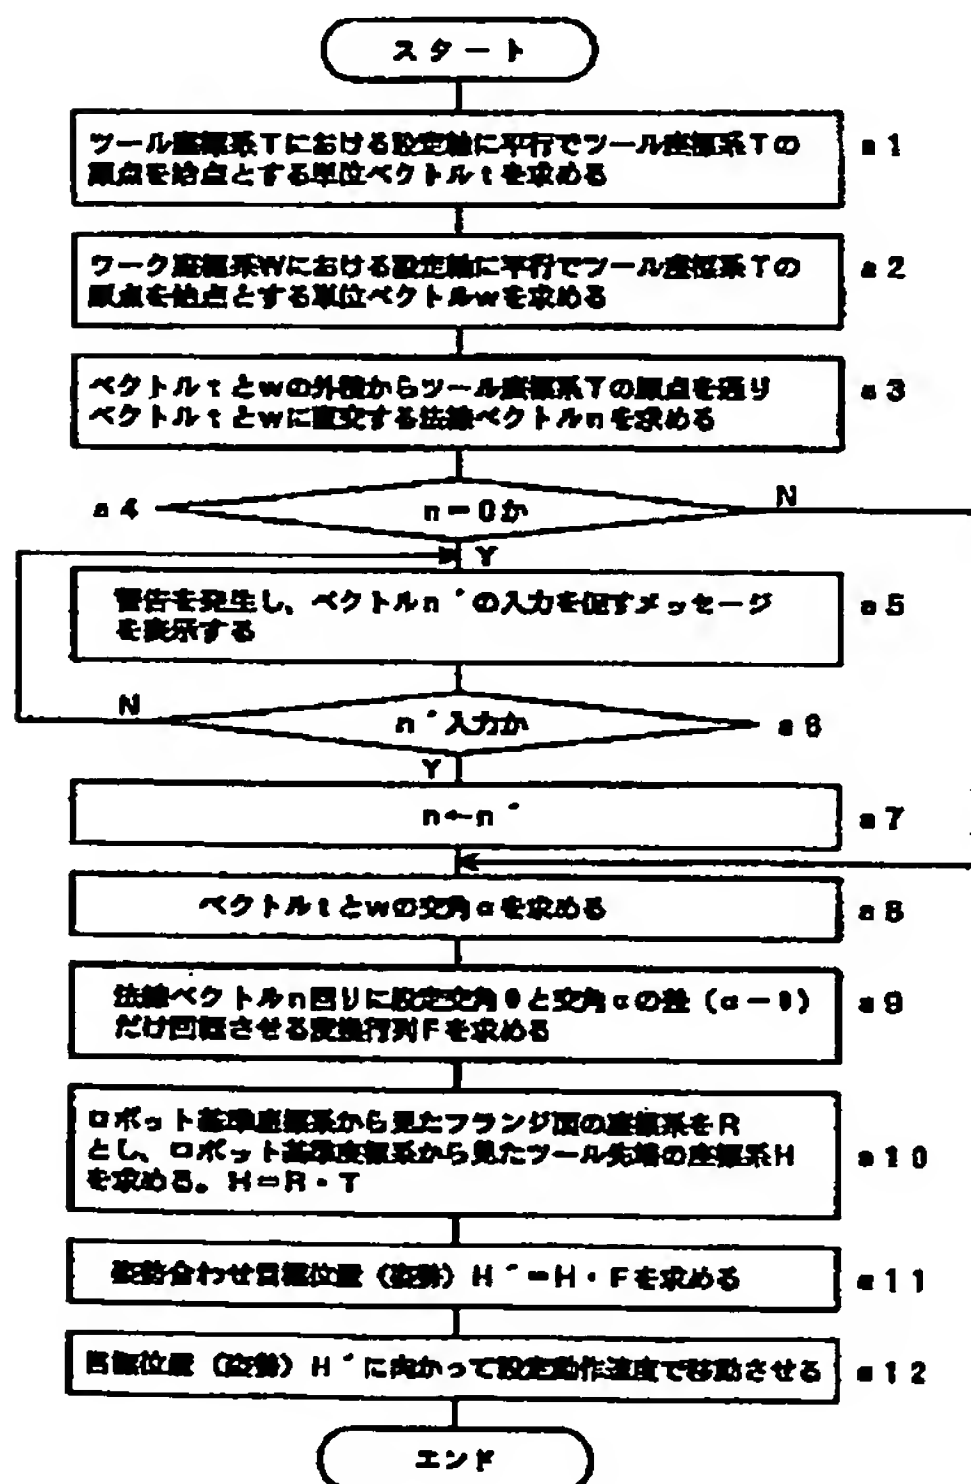 スタート
ツール座標系Tにおける設定軸に平行でツール座標系Tの
原点を始点とする単位ベクトルtを求める
a1
ワーク座標系Wにおける設定軸に平行でツール座標系Tの
原点を始点とする単位ベクトルwを求める
a2
ベクトルtとwの外積からツール座標系Tの原点を通り
ベクトルtとwに直交する法線ベクトルnを求める
a3
a4
n=0か
N
Y
警告を発生し、ベクトルn´の入力を促すメッセージ
を表示する
a5
N
n´入力か
a6
Y
n←n´
a7
ベクトルtとwの交角αを求める
a8
法線ベクトルn回りに設定交角θと交角αの差(α-θ)
だけ回転させる変換行列Fを求める
a9
ロボット基準座標系から見たフランジ面の座標系をR
とし、ロボット基準座標系から見たツール先端の座標系H
を求める。H=R・T
a10
姿勢合わせ目標位置(姿勢)H´=H・Fを求める
a11
目標位置(姿勢)H´に向かって設定動作速度で移動させる
a12
エンド